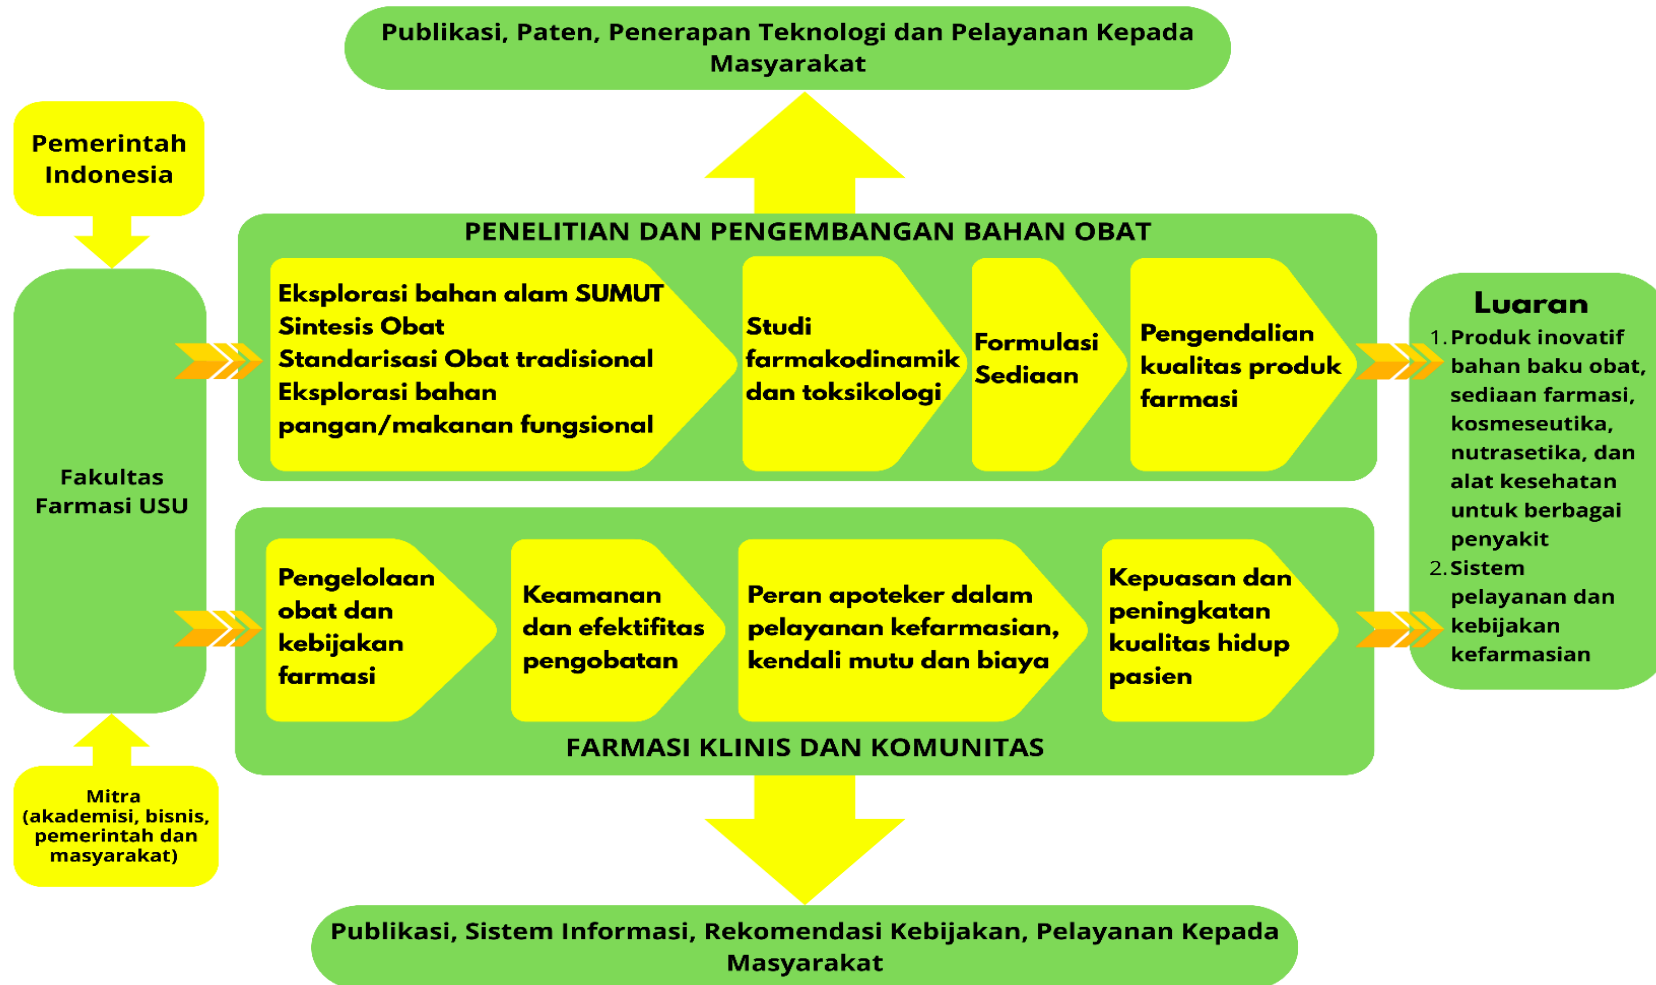 Publikasi, Paten, Penerapan Teknologi dan Pelayanan Kepada
Masyarakat
Pemerintah
Indonesia
PENELITIAN DAN PENGEMBANGAN BAHAN OBAT
Eksplorasi bahan alam SUMUT
Sintesis Obat
Standarisasi Obat tradisional
Eksplorasi bahan
pangan/makanan fungsional
Studi
farmakodinamik
dan toksikologi
Formulasi
Sediaan
Pengendalian
kualitas produk
farmasi
Luaran
1. Produk inovatif
bahan baku obat,
sediaan farmasi,
kosmeseutika,
nutrasetika, dan
alat kesehatan
untuk berbagai
penyakit
2. Sistem
pelayanan dan
kebijakan
kefarmasian
Fakultas
Farmasi USU
Pengelolaan
obat dan
kebijakan
farmasi
Keamanan
dan efektifitas
pengobatan
Peran apoteker dalam
pelayanan kefarmasian,
kendali mutu dan biaya
Kepuasan dan
peningkatan
kualitas hidup
pasien
FARMASI KLINIS DAN KOMUNITAS
Mitra
(akademisi, bisnis,
pemerintah dan
masyarakat)
Publikasi, Sistem Informasi, Rekomendasi Kebijakan, Pelayanan Kepada
Masyarakat